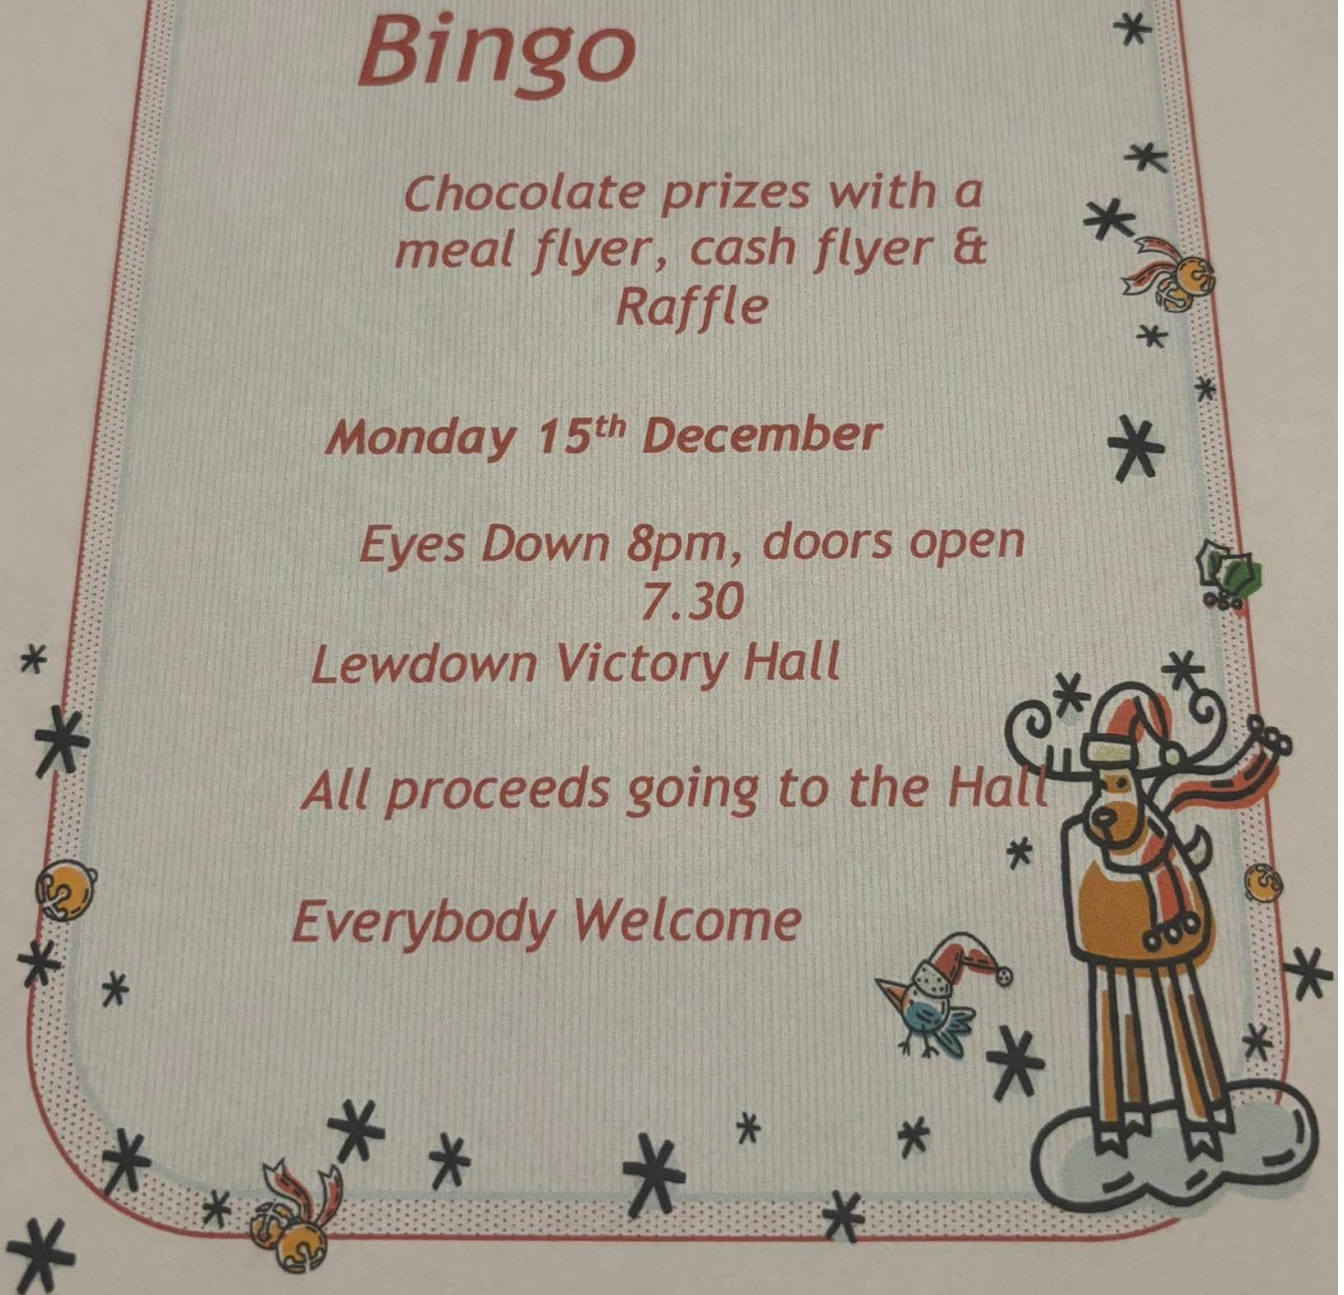 Bingo
Chocolate prizes with a
meal flyer, cash flyer &
Raffle
Monday 15th December
Eyes Down 8pm, doors open
7.30
Lewdown Victory Hall
All proceeds going to the Hall
Everybody Welcome